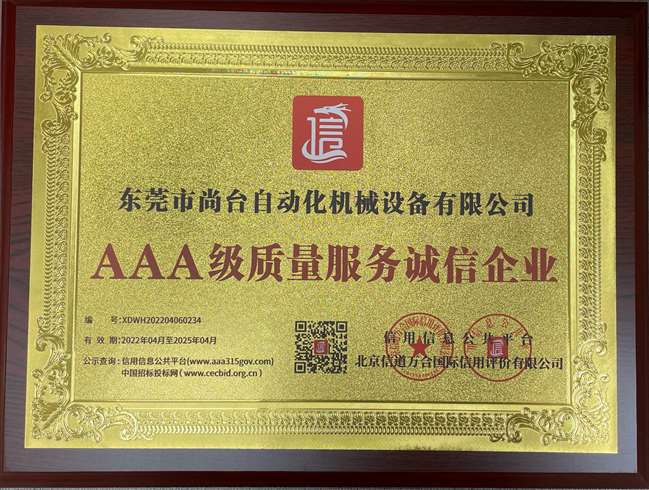 信
东莞市尚台自动化机械设备有限公司
AAA级质量服务诚信企业
编 号:XDWH202204060234
有 效 期:2022年04月至2025年04月
公示查询:信用信息公共平台(www.aaa315gov.com)
中国招标投标网(www.cecbid.org.cn)
信用信息公共平台
北京信道万合国际信用评价有限公司